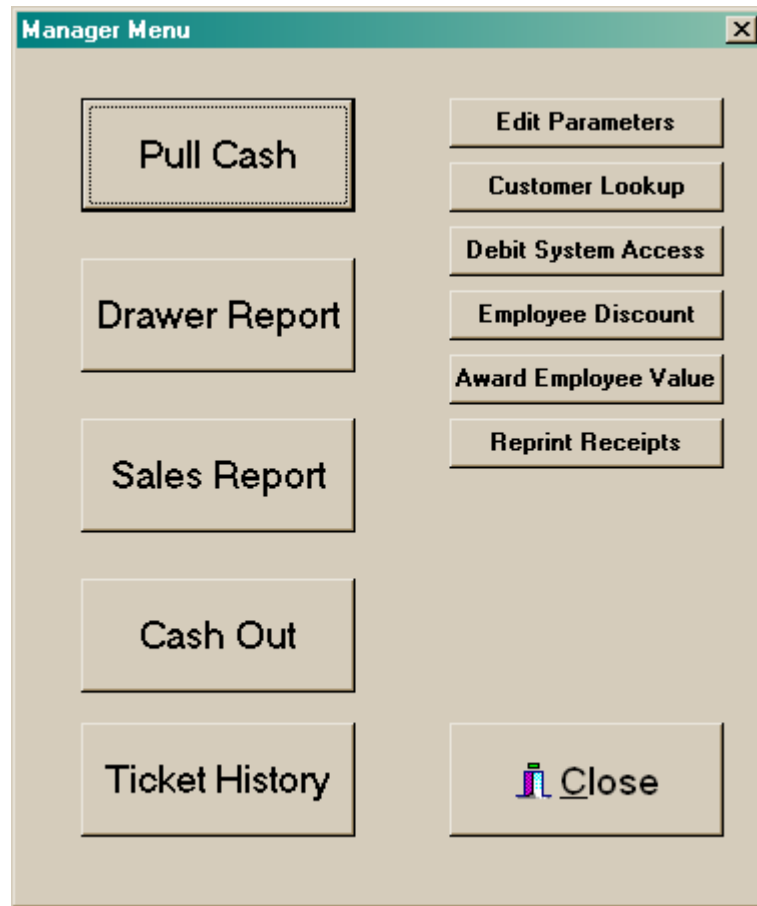 Manager Menu
Pull Cash
Drawer Report
Sales Report
Cash Out
Ticket History
Edit Parameters
Customer Lookup
Debit System Access
Employee Discount
Award Employee Value
Reprint Receipts
Close